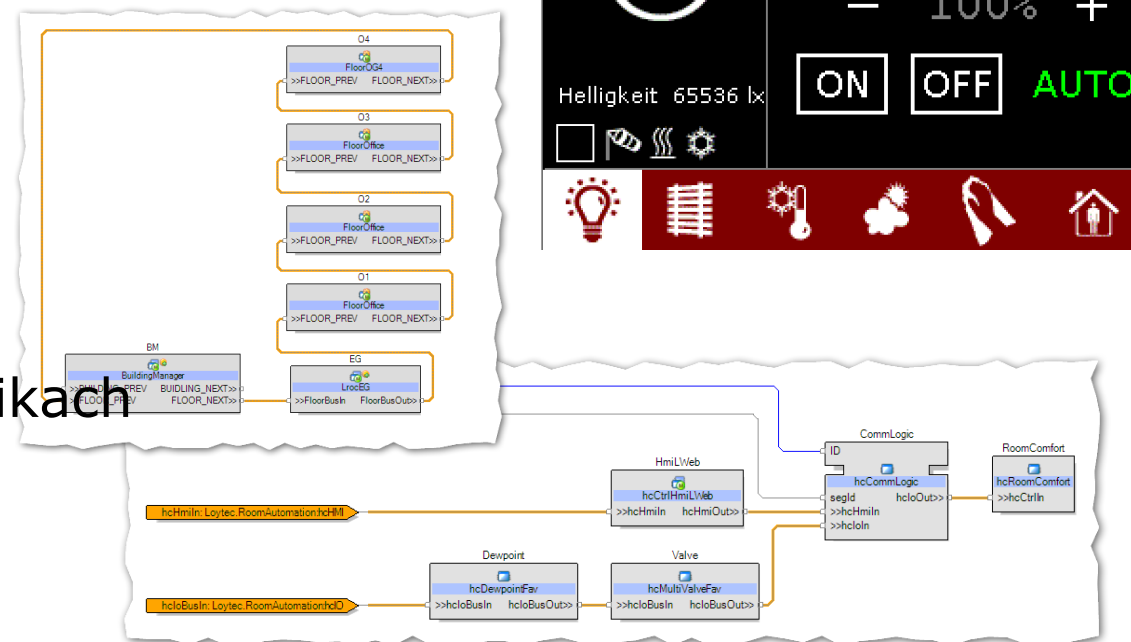 O4
FloorOG4
>>FLOOR_PREV FLOOR_NEXT>>
O3
FloorOffice
>>FLOOR_PREV FLOOR_NEXT>>
O2
FloorOffice
>>FLOOR_PREV FLOOR_NEXT>>
O1
FloorOffice
>>FLOOR_PREV FLOOR_NEXT>>
BM
BuildingManager
BUIDLING_NEXT>>
FLOOR_NEXT>>
EG
LrocEG
>>FloorBusIn FloorBusOut>>
ikach
− 100% +
Helligkeit 65536 lx
ON OFF AUTO
CommLogic
ID
hcCommLogic
segId hcIoOut>>
>>hcHmiIn
>>hcIoIn
RoomComfort
hcRoomComfort
>>hcCtrlIn
HmiLWeb
hcCtrlHmiLWeb
>>hcHmiIn hcHmiOut>>
hcHmiIn: Loytec.RoomAutomation:hcHMI
Dewpoint
hcDewpointFav
>>hcIoBusIn hcIoBusOut>>
Valve
hcMultiValveFav
>>hcIoBusIn hcIoBusOut>>
hcIoBusIn: Loytec.RoomAutomation:hcIO